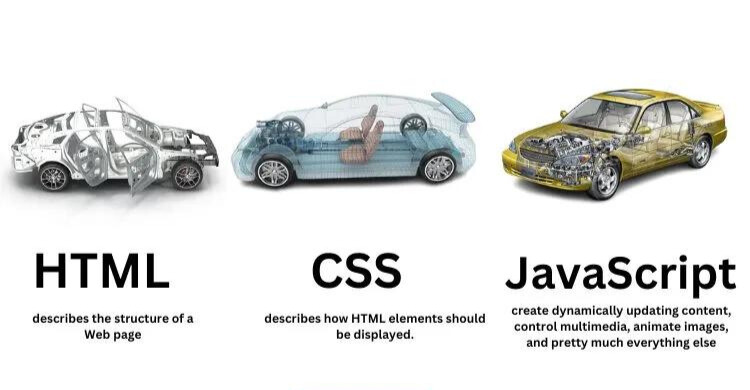 HTML
CSS
JavaScript
describes the structure of a
Web page
describes how HTML elements should
be displayed.
create dynamically updating content,
control multimedia, animate images,
and pretty much everything else